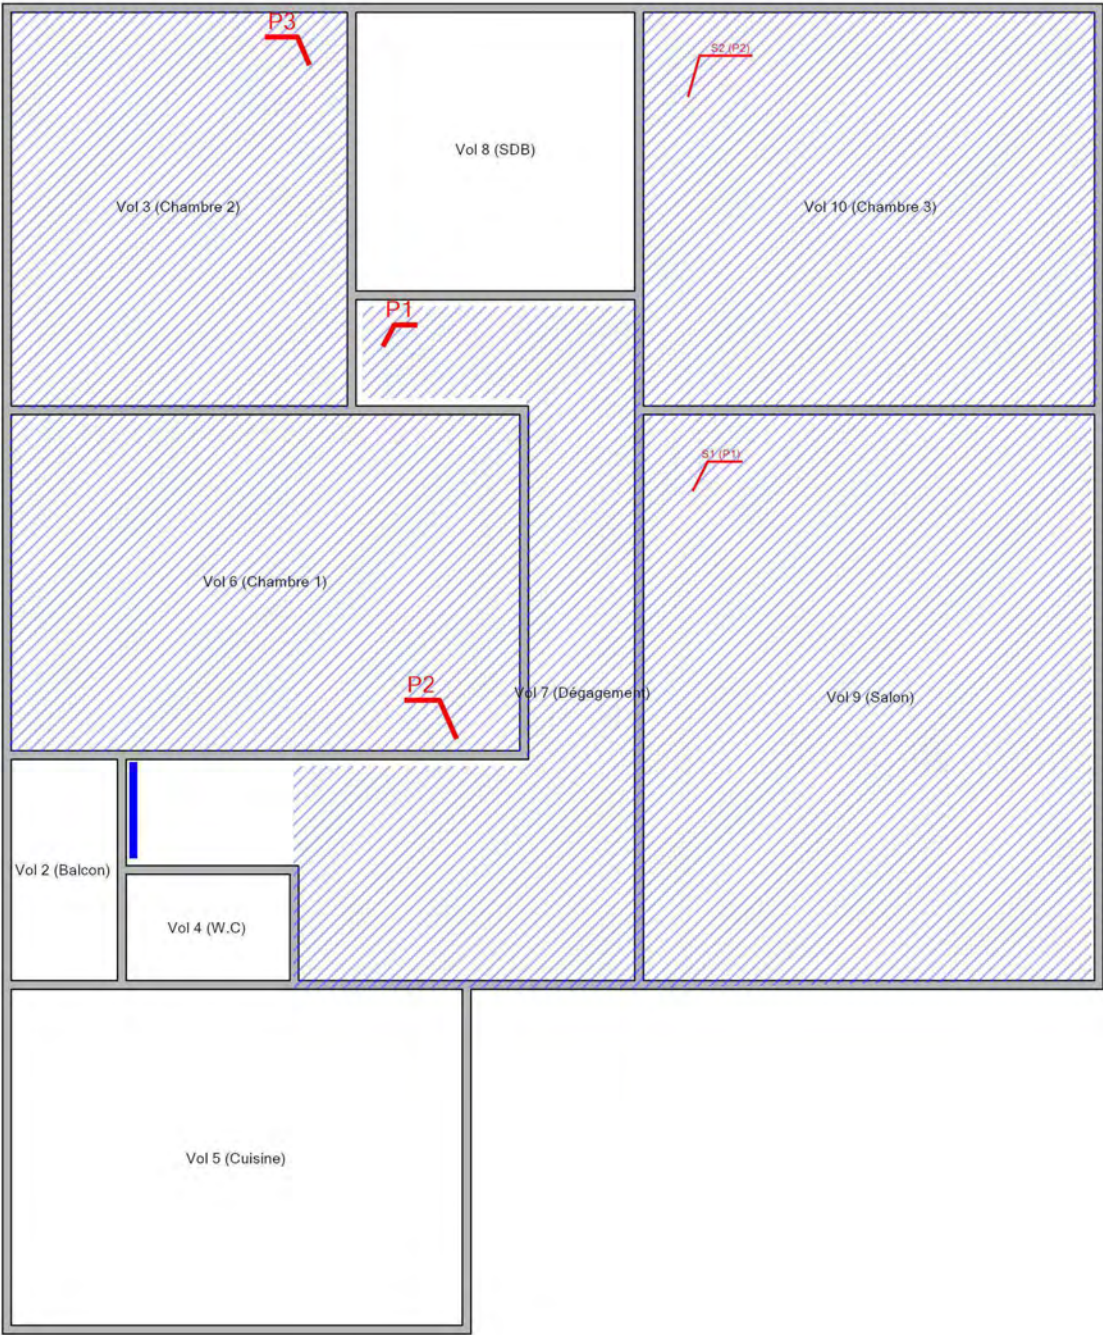 P3
S2 (P2)
Vol 8 (SDB)
Vol 3 (Chambre 2)
Vol 10 (Chambre 3)
P1
S1 (P1)
Vol 6 (Chambre 1)
P2
Vol 7 (Dégagement)
Vol 9 (Salon)
Vol 2 (Balcon)
Vol 4 (W.C)
Vol 5 (Cuisine)